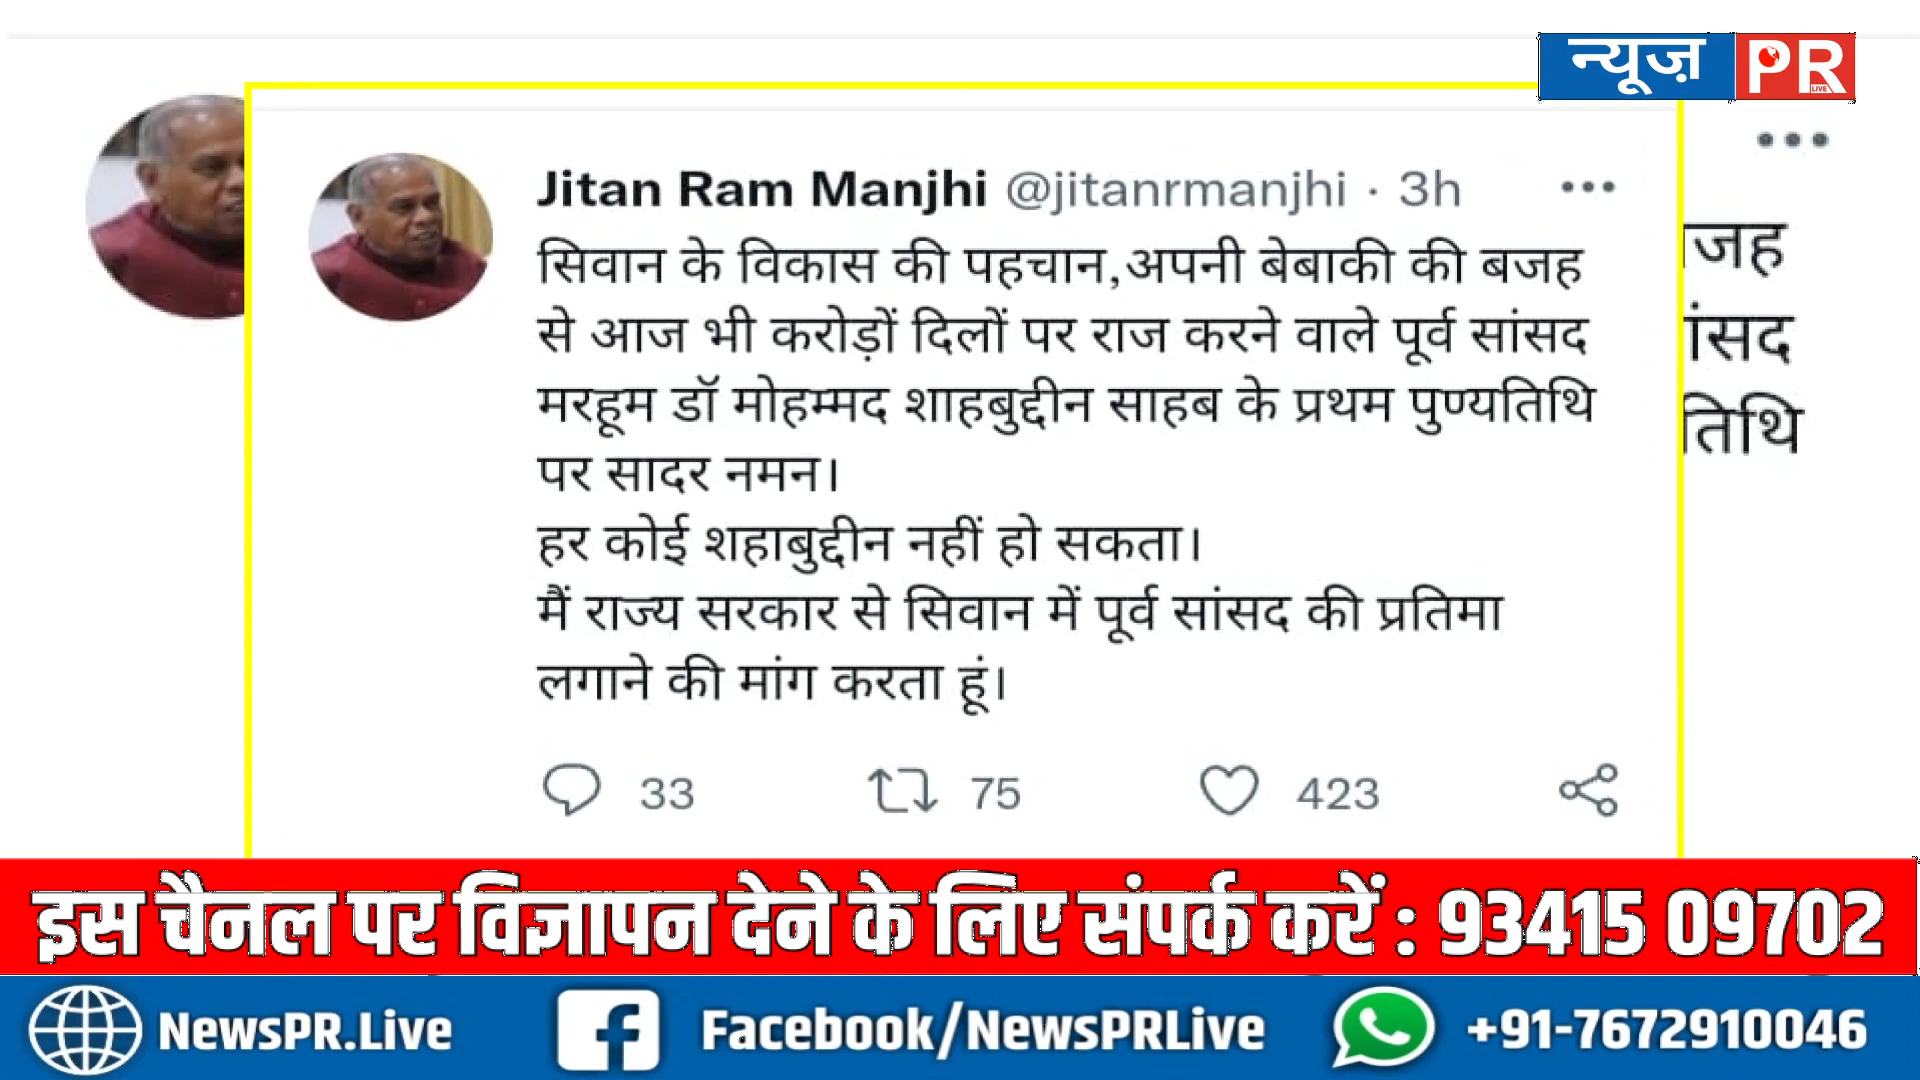 न्यूज़ PR
LIVE
Jitan Ram Manjhi @jitanrmanjhi · 3h
सिवान के विकास की पहचान,अपनी बेबाकी की बजह
से आज भी करोड़ों दिलों पर राज करने वाले पूर्व सांसद
मरहूम डॉ मोहम्मद शाहबुद्दीन साहब के प्रथम पुण्यतिथि
पर सादर नमन।
हर कोई शहाबुद्दीन नहीं हो सकता।
मैं राज्य सरकार से सिवान में पूर्व सांसद की प्रतिमा
लगाने की मांग करता हूं।
33 75 423
जह
ांसद
तिथि
इस चैनल पर विज्ञापन देने के लिए संपर्क करें : 93415 09702
NewsPR.Live Facebook/NewsPRLive +91-7672910046